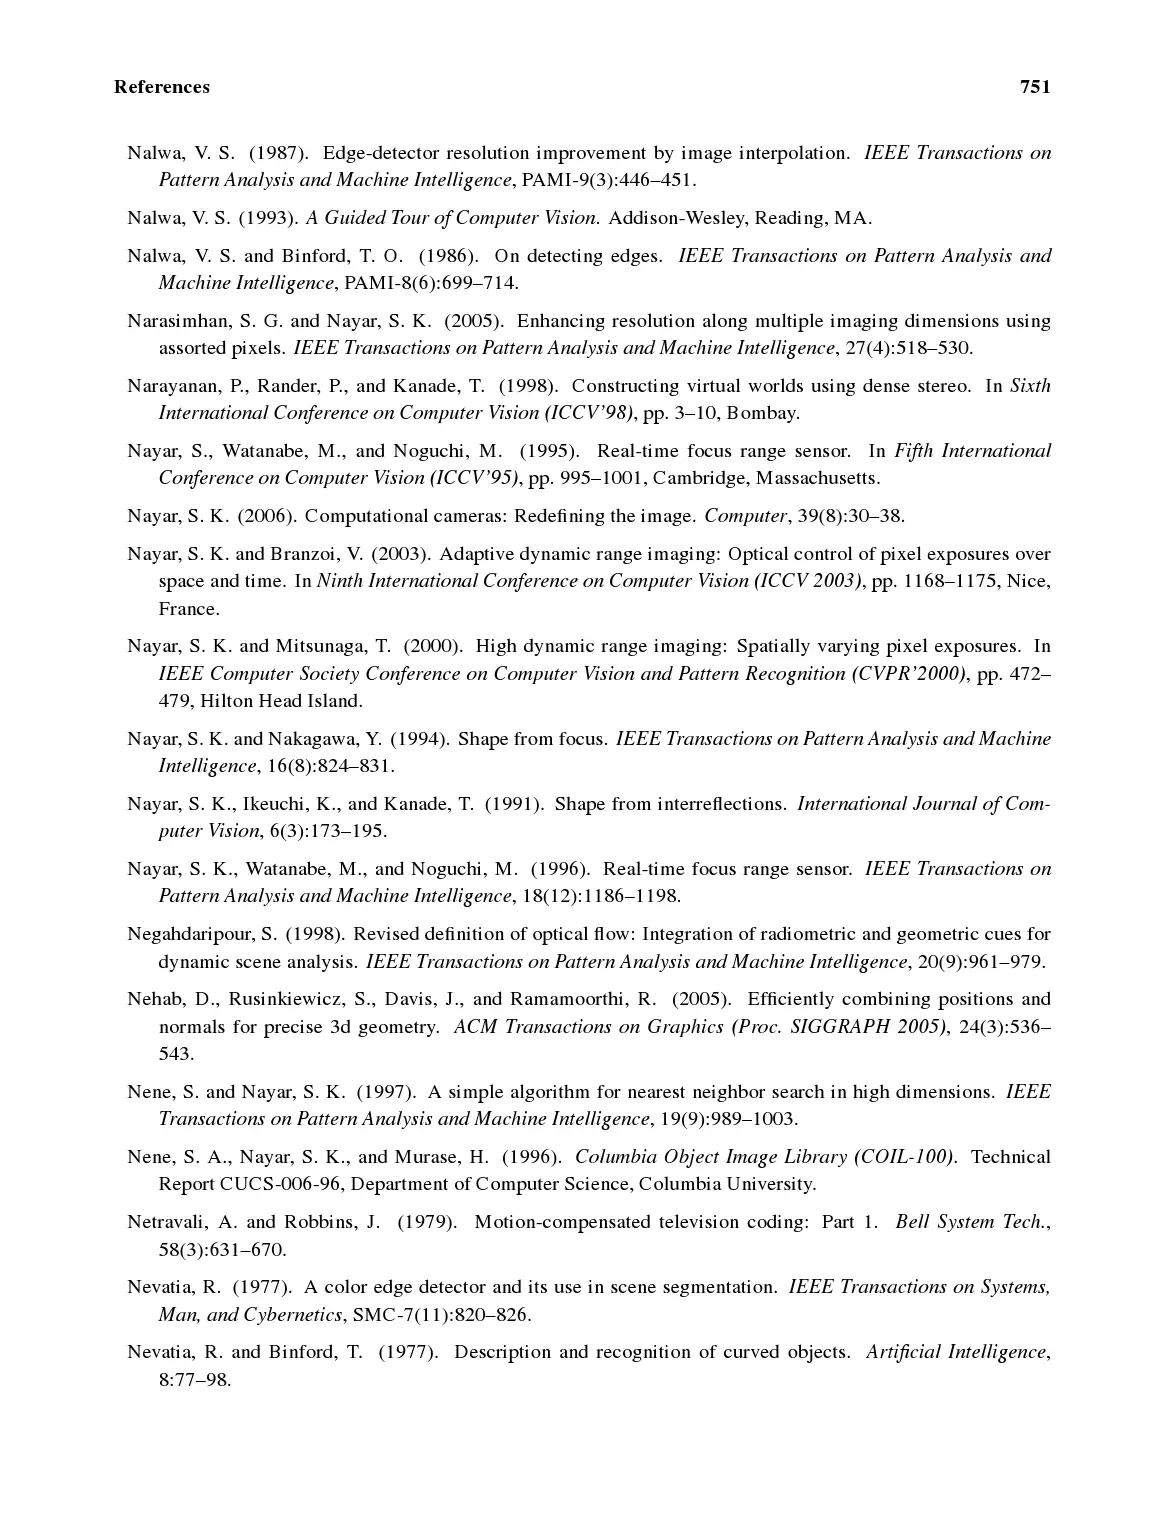 References 751
Nalwa, V. S. (1987). Edge-detector resolution improvement by image interpolation. IEEE Transactions on
Pattern Analysis and Machine Intelligence, PAMI-9(3):446–451.
Nalwa, V. S. (1993). A Guided Tour of Computer Vision. Addison-Wesley, Reading, MA.
Nalwa, V. S. and Binford, T. O. (1986). On detecting edges. IEEE Transactions on Pattern Analysis and
Machine Intelligence, PAMI-8(6):699–714.
Narasimhan, S. G. and Nayar, S. K. (2005). Enhancing resolution along multiple imaging dimensions using
assorted pixels. IEEE Transactions on Pattern Analysis and Machine Intelligence, 27(4):518–530.
Narayanan, P., Rander, P., and Kanade, T. (1998). Constructing virtual worlds using dense stereo. In Sixth
International Conference on Computer Vision (ICCV’98), pp. 3–10, Bombay.
Nayar, S., Watanabe, M., and Noguchi, M. (1995). Real-time focus range sensor. In Fifth International
Conference on Computer Vision (ICCV’95), pp. 995–1001, Cambridge, Massachusetts.
Nayar, S. K. (2006). Computational cameras: Redefining the image. Computer, 39(8):30–38.
Nayar, S. K. and Branzoi, V. (2003). Adaptive dynamic range imaging: Optical control of pixel exposures over
space and time. In Ninth International Conference on Computer Vision (ICCV 2003), pp. 1168–1175, Nice,
France.
Nayar, S. K. and Mitsunaga, T. (2000). High dynamic range imaging: Spatially varying pixel exposures. In
IEEE Computer Society Conference on Computer Vision and Pattern Recognition (CVPR’2000), pp. 472–
479, Hilton Head Island.
Nayar, S. K. and Nakagawa, Y. (1994). Shape from focus. IEEE Transactions on Pattern Analysis and Machine
Intelligence, 16(8):824–831.
Nayar, S. K., Ikeuchi, K., and Kanade, T. (1991). Shape from interreflections. International Journal of Com-
puter Vision, 6(3):173–195.
Nayar, S. K., Watanabe, M., and Noguchi, M. (1996). Real-time focus range sensor. IEEE Transactions on
Pattern Analysis and Machine Intelligence, 18(12):1186–1198.
Negahdaripour, S. (1998). Revised definition of optical flow: Integration of radiometric and geometric cues for
dynamic scene analysis. IEEE Transactions on Pattern Analysis and Machine Intelligence, 20(9):961–979.
Nehab, D., Rusinkiewicz, S., Davis, J., and Ramamoorthi, R. (2005). Efficiently combining positions and
normals for precise 3d geometry. ACM Transactions on Graphics (Proc. SIGGRAPH 2005), 24(3):536–
543.
Nene, S. and Nayar, S. K. (1997). A simple algorithm for nearest neighbor search in high dimensions. IEEE
Transactions on Pattern Analysis and Machine Intelligence, 19(9):989–1003.
Nene, S. A., Nayar, S. K., and Murase, H. (1996). Columbia Object Image Library (COIL-100). Technical
Report CUCS-006-96, Department of Computer Science, Columbia University.
Netravali, A. and Robbins, J. (1979). Motion-compensated television coding: Part 1. Bell System Tech.,
58(3):631–670.
Nevatia, R. (1977). A color edge detector and its use in scene segmentation. IEEE Transactions on Systems,
Man, and Cybernetics, SMC-7(11):820–826.
Nevatia, R. and Binford, T. (1977). Description and recognition of curved objects. Artificial Intelligence,
8:77–98.